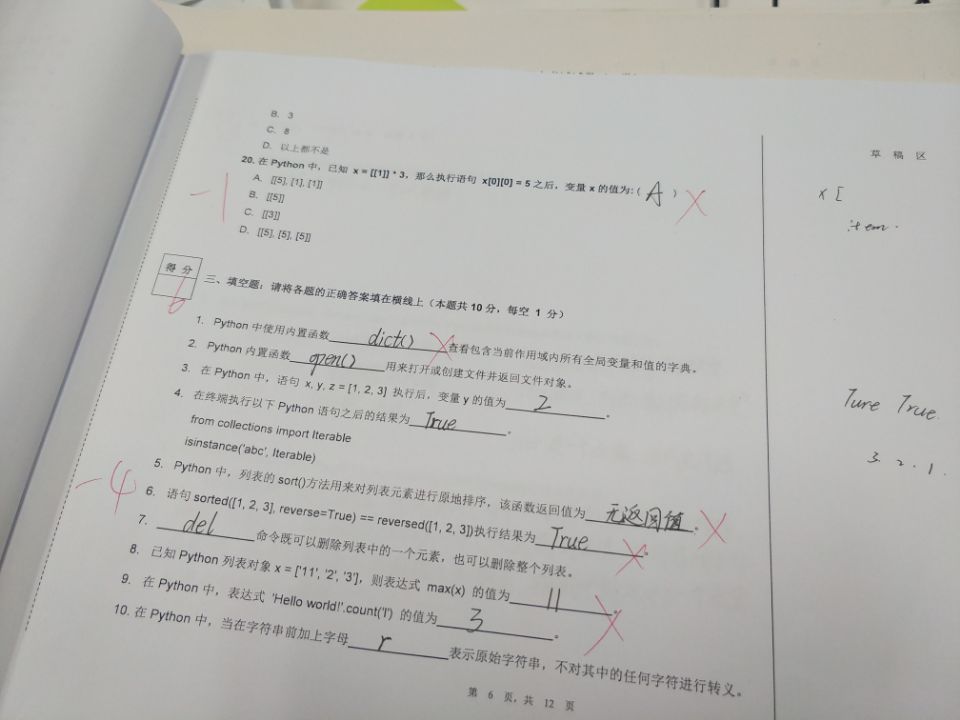 B. 3
C. 8
D. 以上都不是
草 稿 区
20. 在 Python 中，已知 x = [[1]] * 3，那么执行语句 x[0][0] = 5 之后，变量 x 的值为:( A )
A. [[5], [1], [1]]
B. [[5]]
C. [[3]]
D. [[5], [5], [5]]
-1
x [
item.
得 分
6
三、填空题：请将各题的正确答案填在横线上（本题共 10 分，每空 1 分）
1. Python 中使用内置函数 dict() 查看包含当前作用域内所有全局变量和值的字典。
2. Python 内置函数 open() 用来打开或创建文件并返回文件对象。
3. 在 Python 中，语句 x, y, z = [1, 2, 3] 执行后，变量 y 的值为 2 。
4. 在终端执行以下 Python 语句之后的结果为 True 。
from collections import Iterable
isinstance('abc', Iterable)
Ture True.
3. 2. 1.
-4
5. Python 中，列表的 sort()方法用来对列表元素进行原地排序，该函数返回值为 无返回值 。
6. 语句 sorted([1, 2, 3], reverse=True) == reversed([1, 2, 3])执行结果为 True 。
7. del 命令既可以删除列表中的一个元素，也可以删除整个列表。
8. 已知 Python 列表对象 x = ['11', '2', '3']，则表达式 max(x) 的值为 11 。
9. 在 Python 中，表达式 'Hello world!'.count('l') 的值为 3 。
10. 在 Python 中，当在字符串前加上字母 r 表示原始字符串，不对其中的任何字符进行转义。
第 6 页，共 12 页